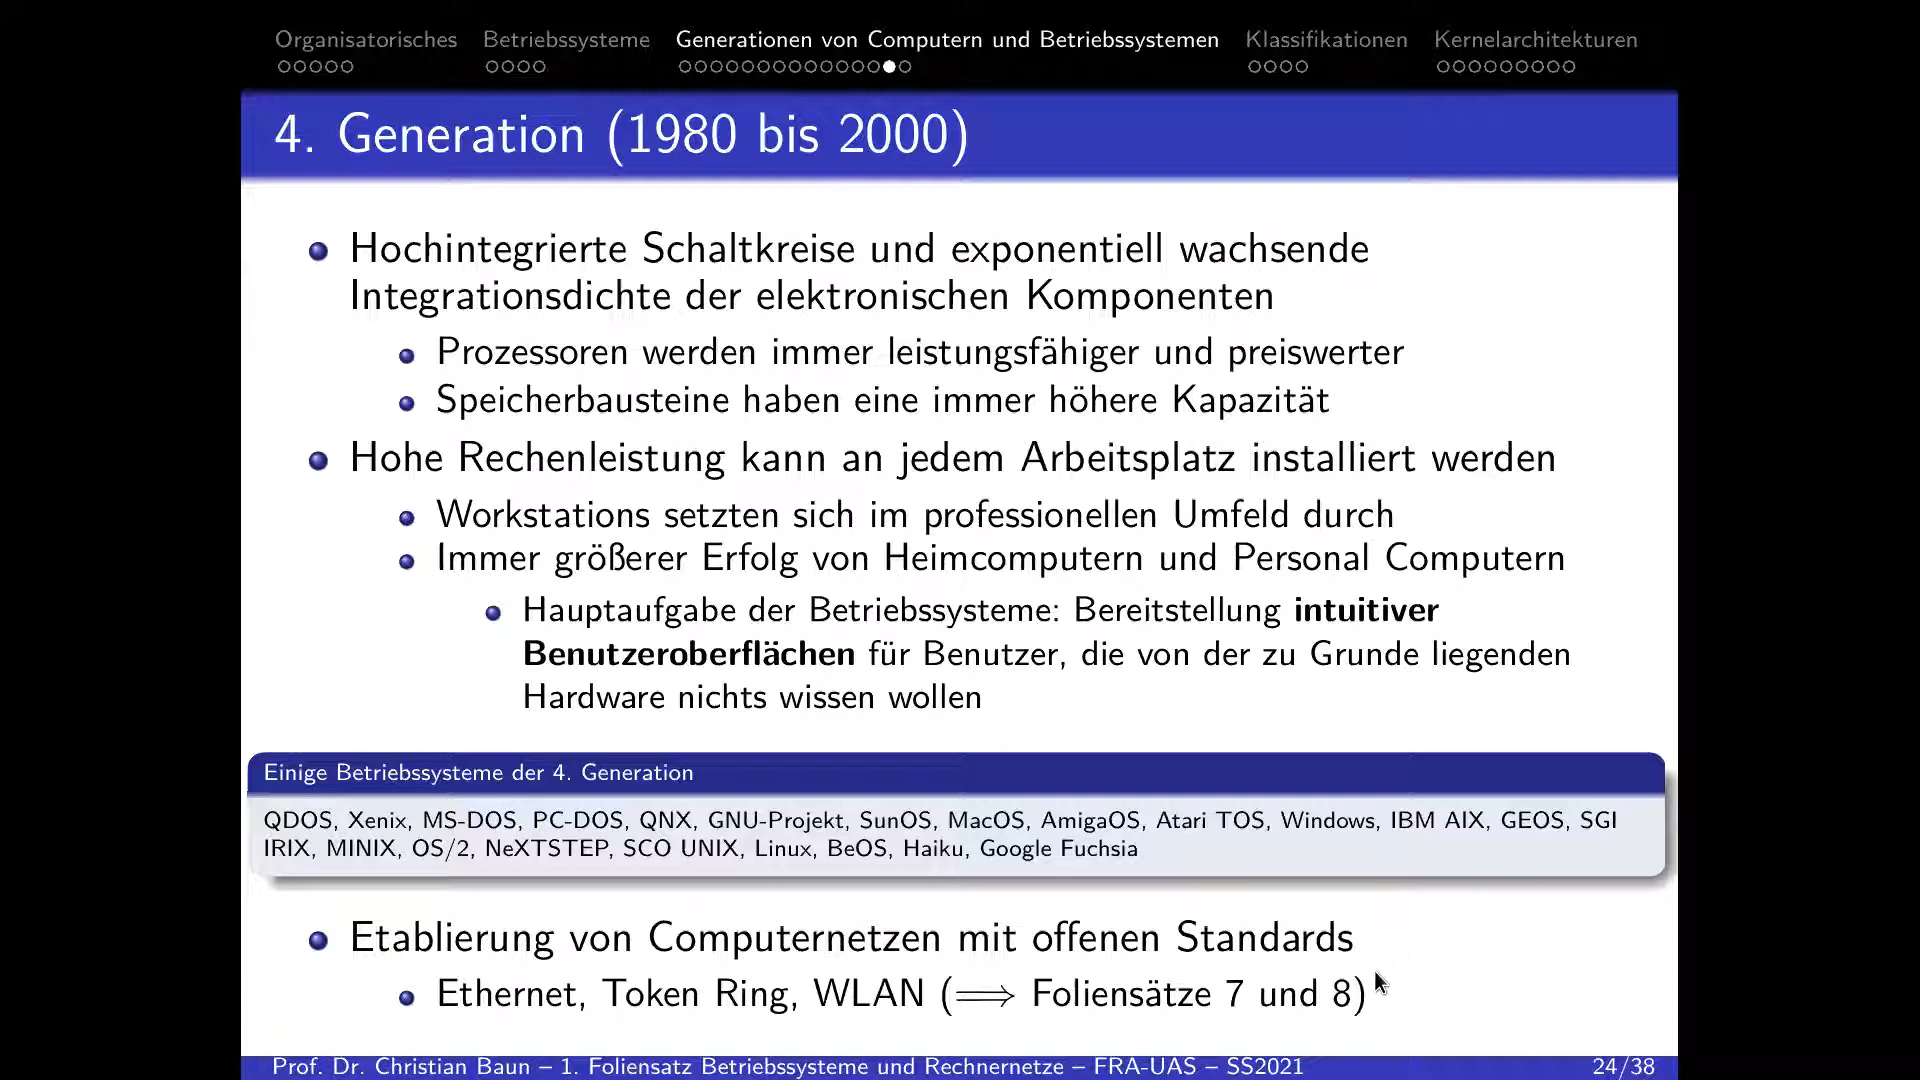 Organisatorisches Betriebssysteme Generationen von Computern und Betriebssystemen Klassifikationen Kernelarchitekturen
4. Generation (1980 bis 2000)
Hochintegrierte Schaltkreise und exponentiell wachsende
Integrationsdichte der elektronischen Komponenten
Prozessoren werden immer leistungsfähiger und preiswerter
Speicherbausteine haben eine immer höhere Kapazität
Hohe Rechenleistung kann an jedem Arbeitsplatz installiert werden
Workstations setzten sich im professionellen Umfeld durch
Immer größerer Erfolg von Heimcomputern und Personal Computern
Hauptaufgabe der Betriebssysteme: Bereitstellung intuitiver
Benutzeroberflächen für Benutzer, die von der zu Grunde liegenden
Hardware nichts wissen wollen
Einige Betriebssysteme der 4. Generation
QDOS, Xenix, MS-DOS, PC-DOS, QNX, GNU-Projekt, SunOS, MacOS, AmigaOS, Atari TOS, Windows, IBM AIX, GEOS, SGI
IRIX, MINIX, OS/2, NeXTSTEP, SCO UNIX, Linux, BeOS, Haiku, Google Fuchsia
Etablierung von Computernetzen mit offenen Standards
Ethernet, Token Ring, WLAN (⟹ Foliensätze 7 und 8)
Prof. Dr. Christian Baun – 1. Foliensatz Betriebssysteme und Rechnernetze – FRA-UAS – SS2021 24/38